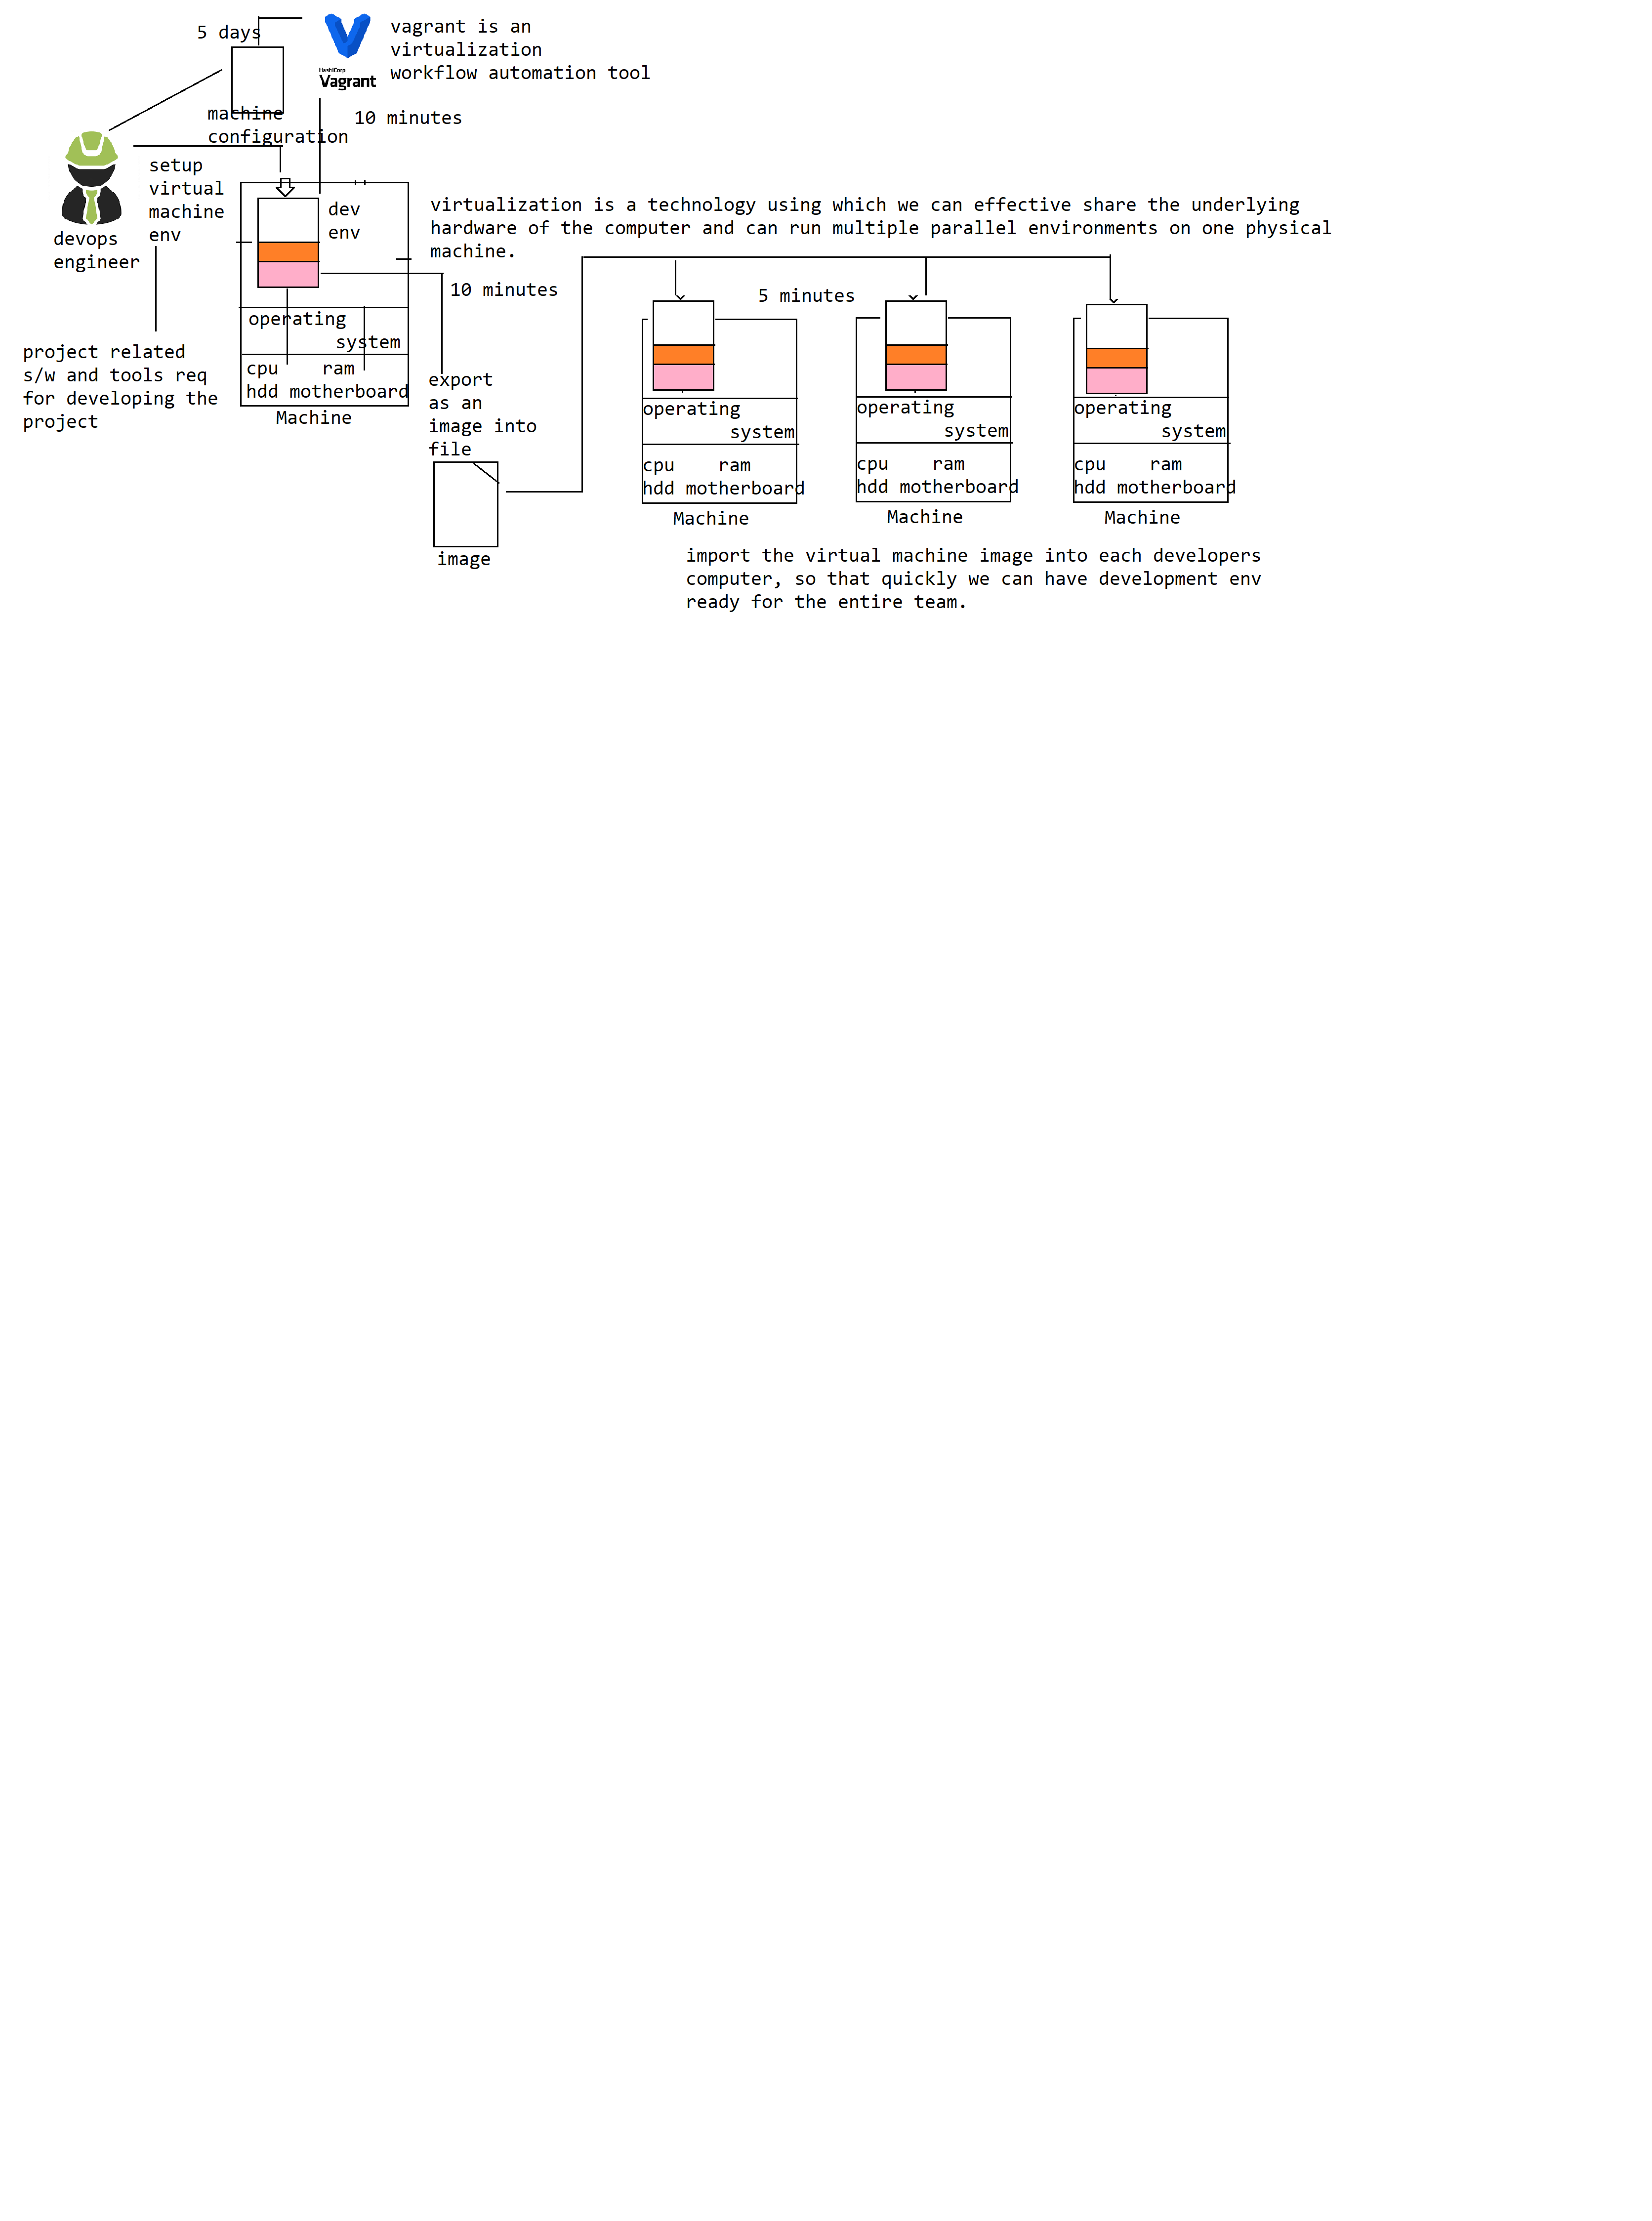 5 days
HashiCorp
Vagrant
vagrant is an
virtualization
workflow automation tool
machine
configuration
10 minutes
devops
engineer
setup
virtual
machine
env
dev
env
project related
s/w and tools req
for developing the
project
operating
system
cpu ram
hdd motherboard
Machine
virtualization is a technology using which we can effective share the underlying
hardware of the computer and can run multiple parallel environments on one physical
machine.
10 minutes
export
as an
image into
file
image
5 minutes
operating
system
cpu ram
hdd motherboard
Machine
operating
system
cpu ram
hdd motherboard
Machine
operating
system
cpu ram
hdd motherboard
Machine
import the virtual machine image into each developers
computer, so that quickly we can have development env
ready for the entire team.